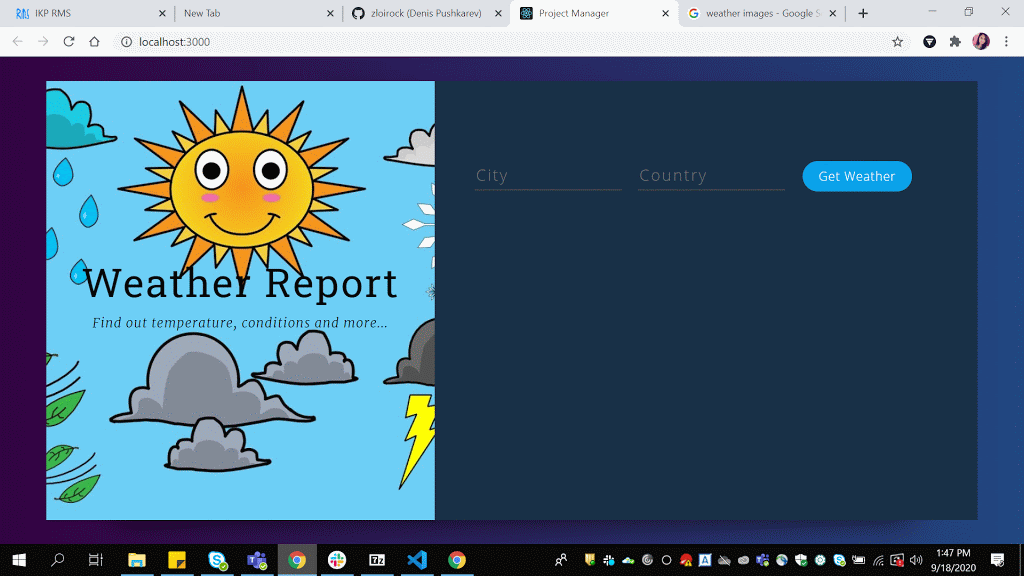 RMS IKP RMS
New Tab
zloirock (Denis Pushkarev)
Project Manager
weather images - Google S
localhost:3000
City
Country
Get Weather
Weather Report
Find out temperature, conditions and more...
1:47 PM
9/18/2020